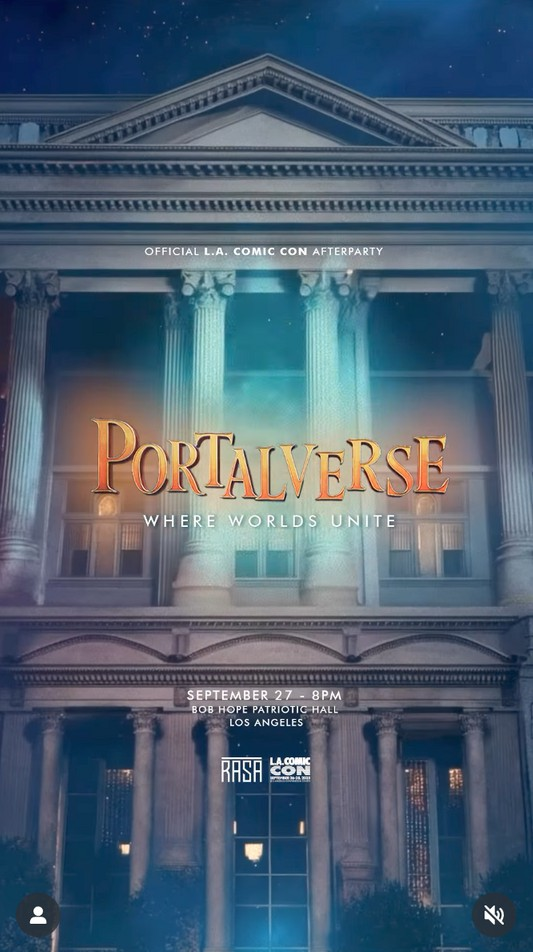 OFFICIAL L.A. COMIC CON AFTERPARTY
PORTALVERSE
WHERE WORLDS UNITE
SEPTEMBER 27 - 8PM
BOB HOPE PATRIOTIC HALL
LOS ANGELES
RASA
L.A. COMIC
CON